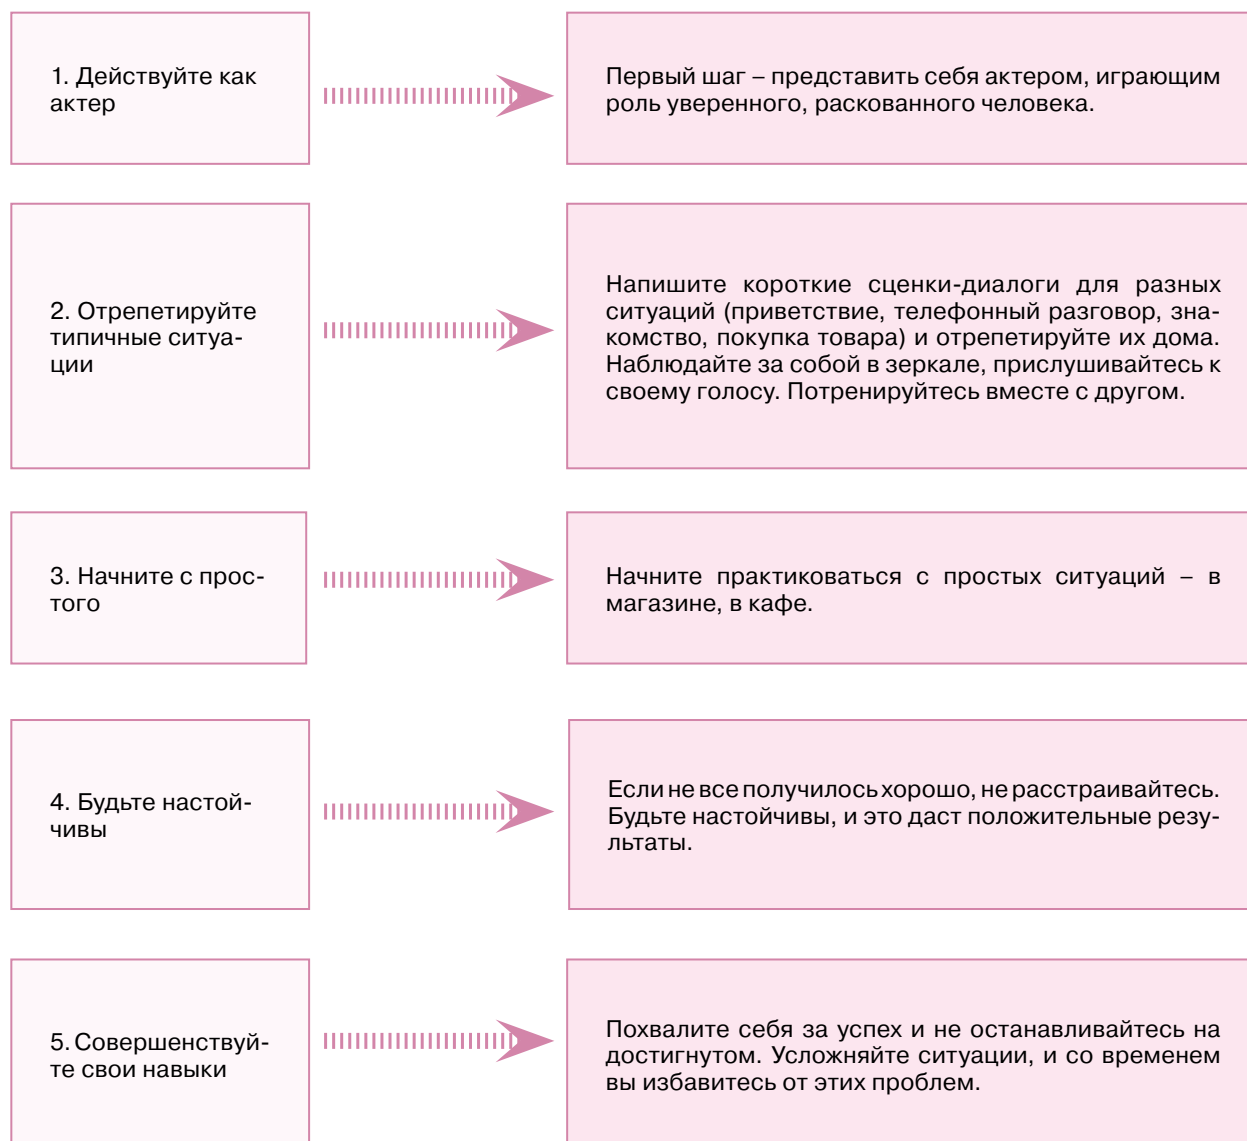 1. Действуйте как
актер
Первый шаг – представить себя актером, играющим
роль уверенного, раскованного человека.
2. Отрепетируйте
типичные ситуа-
ции
Напишите короткие сценки-диалоги для разных
ситуаций (приветствие, телефонный разговор, зна-
комство, покупка товара) и отрепетируйте их дома.
Наблюдайте за собой в зеркале, прислушивайтесь к
своему голосу. Потренируйтесь вместе с другом.
3. Начните с прос-
того
Начните практиковаться с простых ситуаций – в
магазине, в кафе.
4. Будьте настой-
чивы
Если не все получилось хорошо, не расстраивайтесь.
Будьте настойчивы, и это даст положительные резу-
льтаты.
5. Совершенствуй-
те свои навыки
Похвалите себя за успех и не останавливайтесь на
достигнутом. Усложняйте ситуации, и со временем
вы избавитесь от этих проблем.